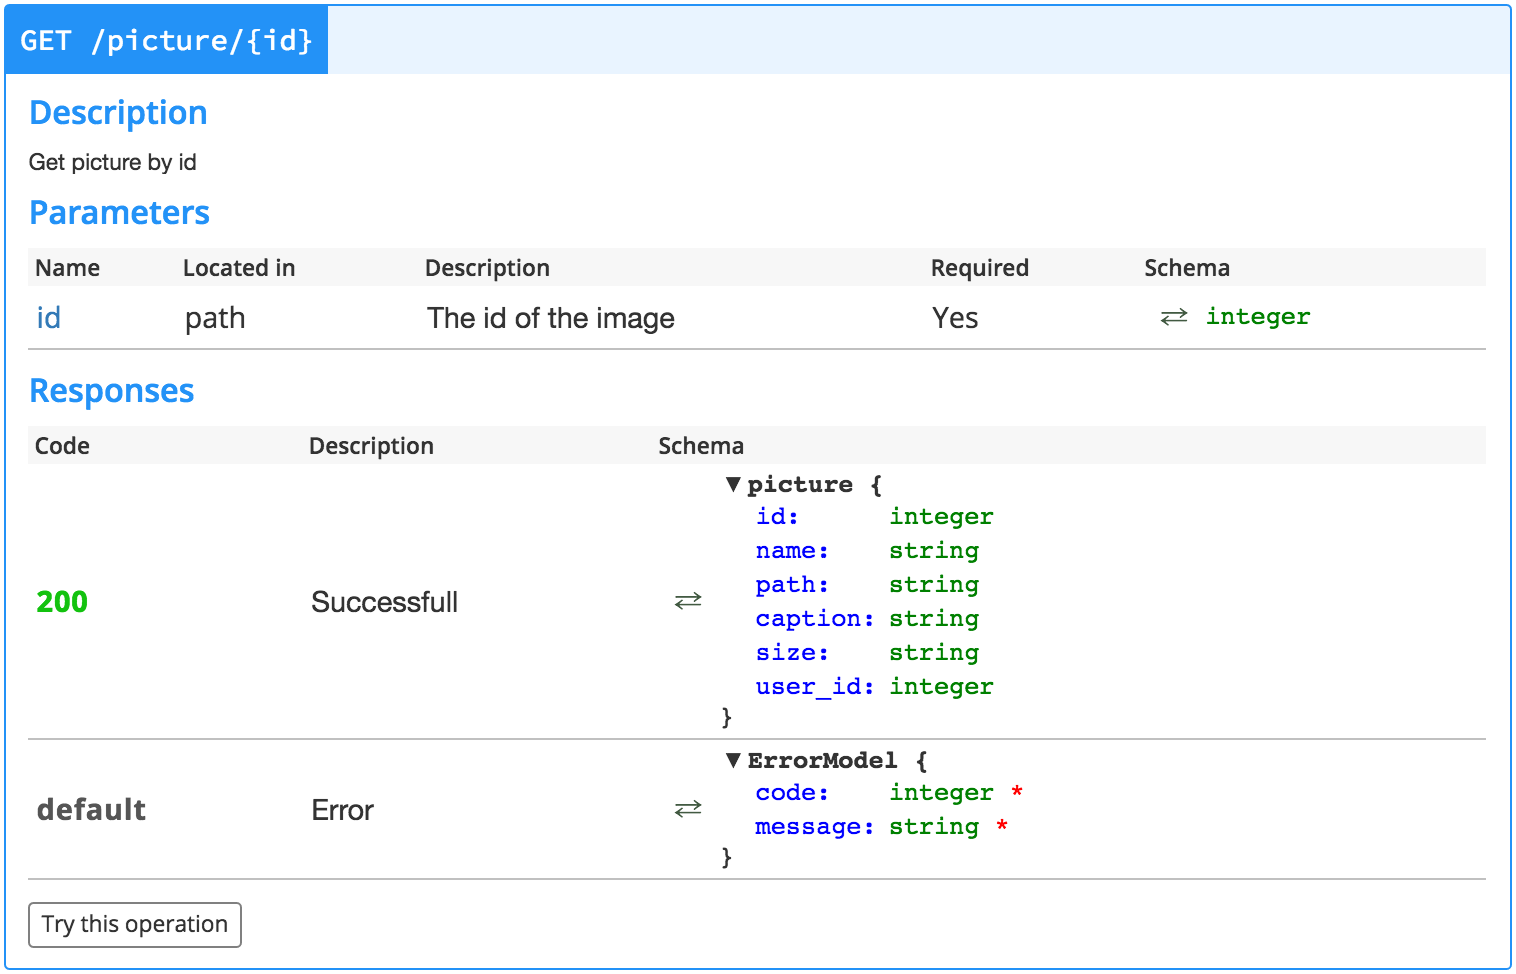 GET /picture/{id}
Description
Get picture by id
Parameters
Name Located in Description Required Schema
id path The id of the image Yes ⇄ integer
Responses
Code Description Schema
▼ picture {
id: integer
name: string
path: string
200 Successfull ⇄ caption: string
size: string
user_id: integer
}
▼ ErrorModel {
code: integer *
default Error ⇄ message: string *
}
Try this operation